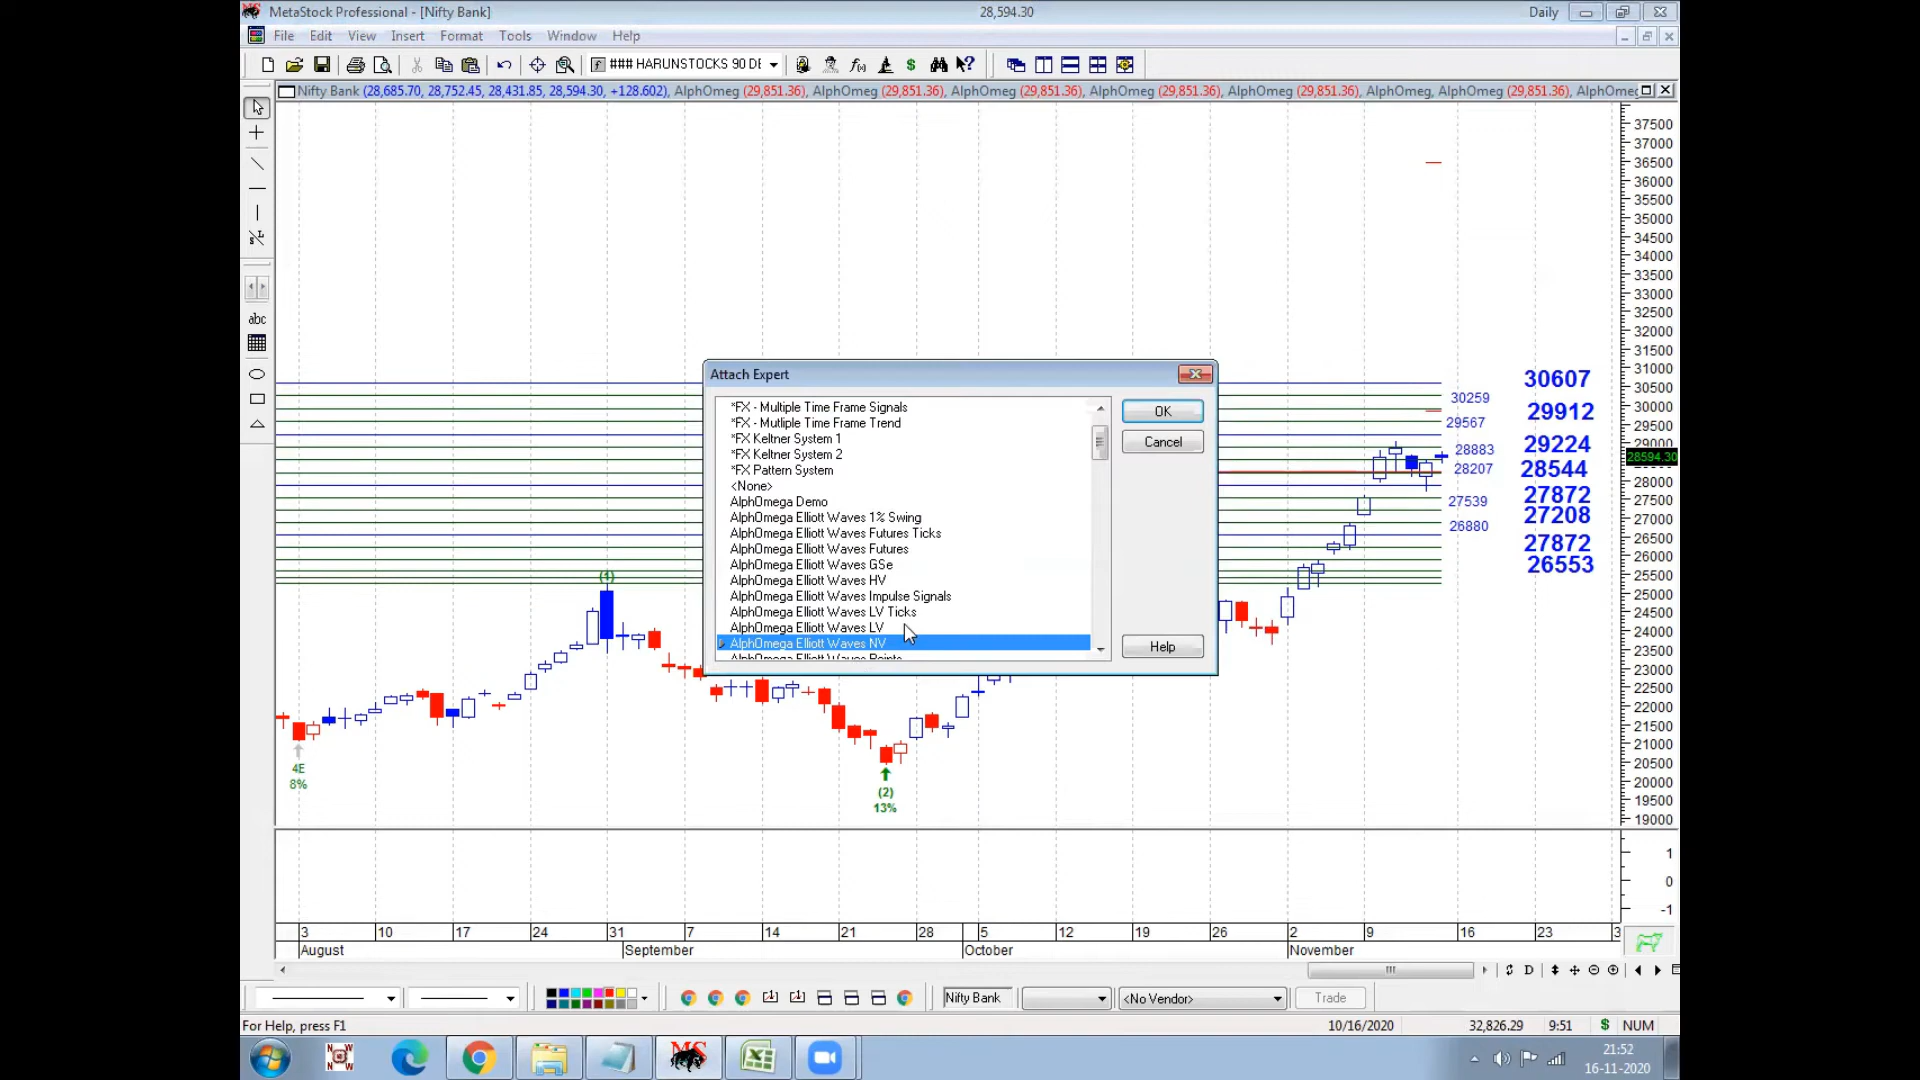 MetaStock Professional - [Nifty Bank]
28,594.30
Daily
File Edit View Insert Format Tools Window Help
### HARUNSTOCKS 90 DE
Nifty Bank (28,685.70, 28,752.45, 28,431.85, 28,594.30, +128.602), AlphOmeg (29,851.36), AlphOmeg (29,851.36), AlphOmeg (29,851.36), AlphOmeg (29,851.36), AlphOmeg (29,851.36), AlphOmeg, AlphOmeg (29,851.36), AlphOmeg
abc
Attach Expert
*FX - Multiple Time Frame Signals
*FX - Mutliple Time Frame Trend
*FX Keltner System 1
*FX Keltner System 2
*FX Pattern System
<None>
AlphOmega Demo
AlphOmega Elliott Waves 1% Swing
AlphOmega Elliott Waves Futures Ticks
AlphOmega Elliott Waves Futures
AlphOmega Elliott Waves GSe
AlphOmega Elliott Waves HV
AlphOmega Elliott Waves Impulse Signals
AlphOmega Elliott Waves LV Ticks
AlphOmega Elliott Waves LV
AlphOmega Elliott Waves NV
AlphOmega Elliott Waves Points
OK
Cancel
Help
30607
30259
29912
29567
29224
28883
28544
28207
27872
27539
27208
26880
27872
26553
37500
37000
36500
36000
35500
35000
34500
34000
33500
33000
32500
32000
31500
31000
30500
30000
29500
29000
28594.30
28000
27500
27000
26500
26000
25500
25000
24500
24000
23500
23000
22500
22000
21500
21000
20500
20000
19500
19000
(1)
4E
8%
(2)
13%
1
0
-1
3 10 17 24 31 7 14 21 28 5 12 19 26 2 9 16 23 3
August September October November
D
Nifty Bank
<No Vendor>
Trade
For Help, press F1
10/16/2020 32,826.29 9:51 $ NUM
21:52
16-11-2020